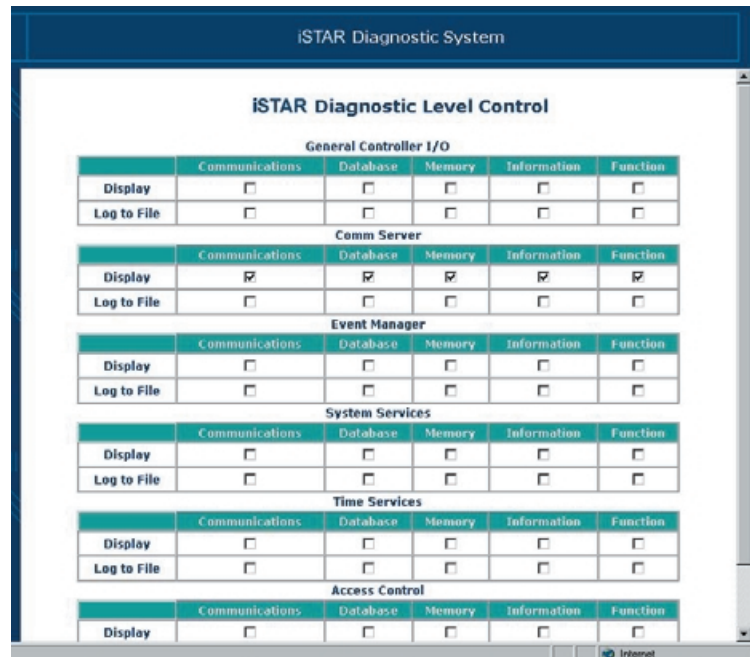 iSTAR Diagnostic System
iSTAR Diagnostic Level Control
General Controller I/O
Communications Database Memory Information Function
Display
Log to File
Comm Server
Communications Database Memory Information Function
Display
Log to File
Event Manager
Communications Database Memory Information Function
Display
Log to File
System Services
Communications Database Memory Information Function
Display
Log to File
Time Services
Communications Database Memory Information Function
Display
Log to File
Access Control
Communications Database Memory Information Function
Display
Internet